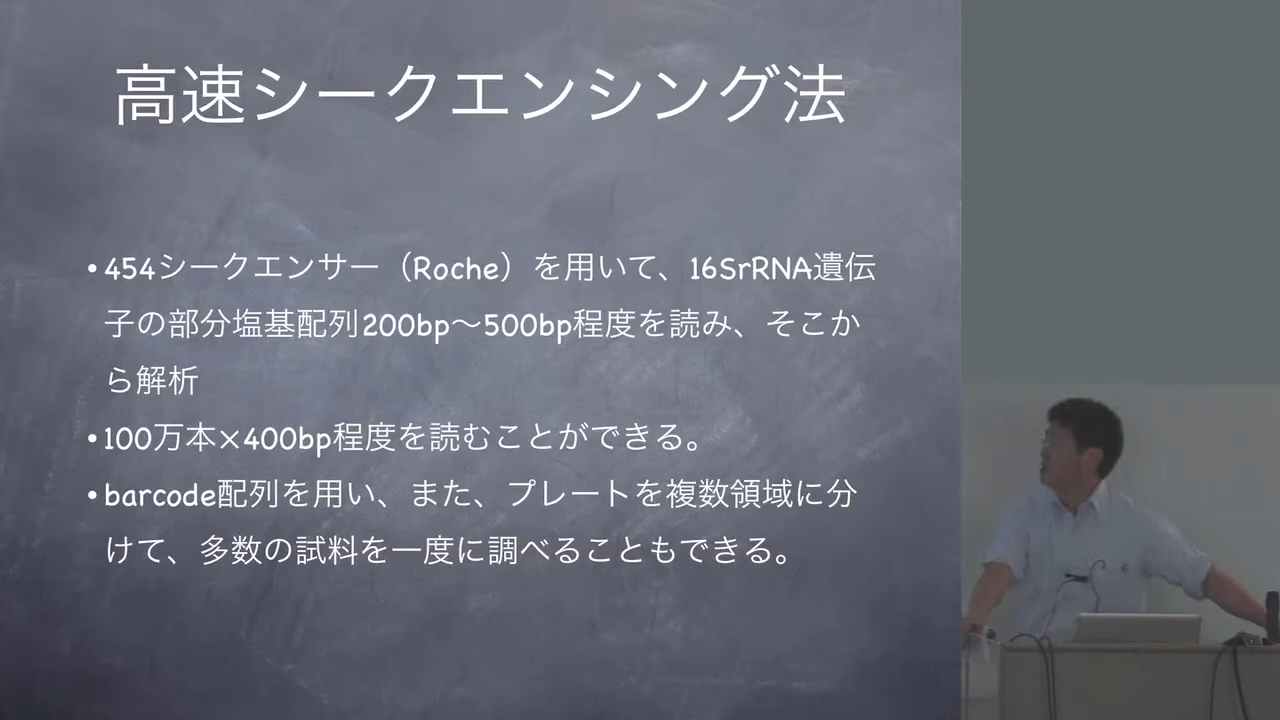 高速シークエンシング法
•454シークエンサー（Roche）を用いて、16SrRNA遺伝
子の部分塩基配列200bp〜500bp程度を読み、そこか
ら解析
•100万本×400bp程度を読むことができる。
•barcode配列を用い、また、プレートを複数領域に分
けて、多数の試料を一度に調べることもできる。